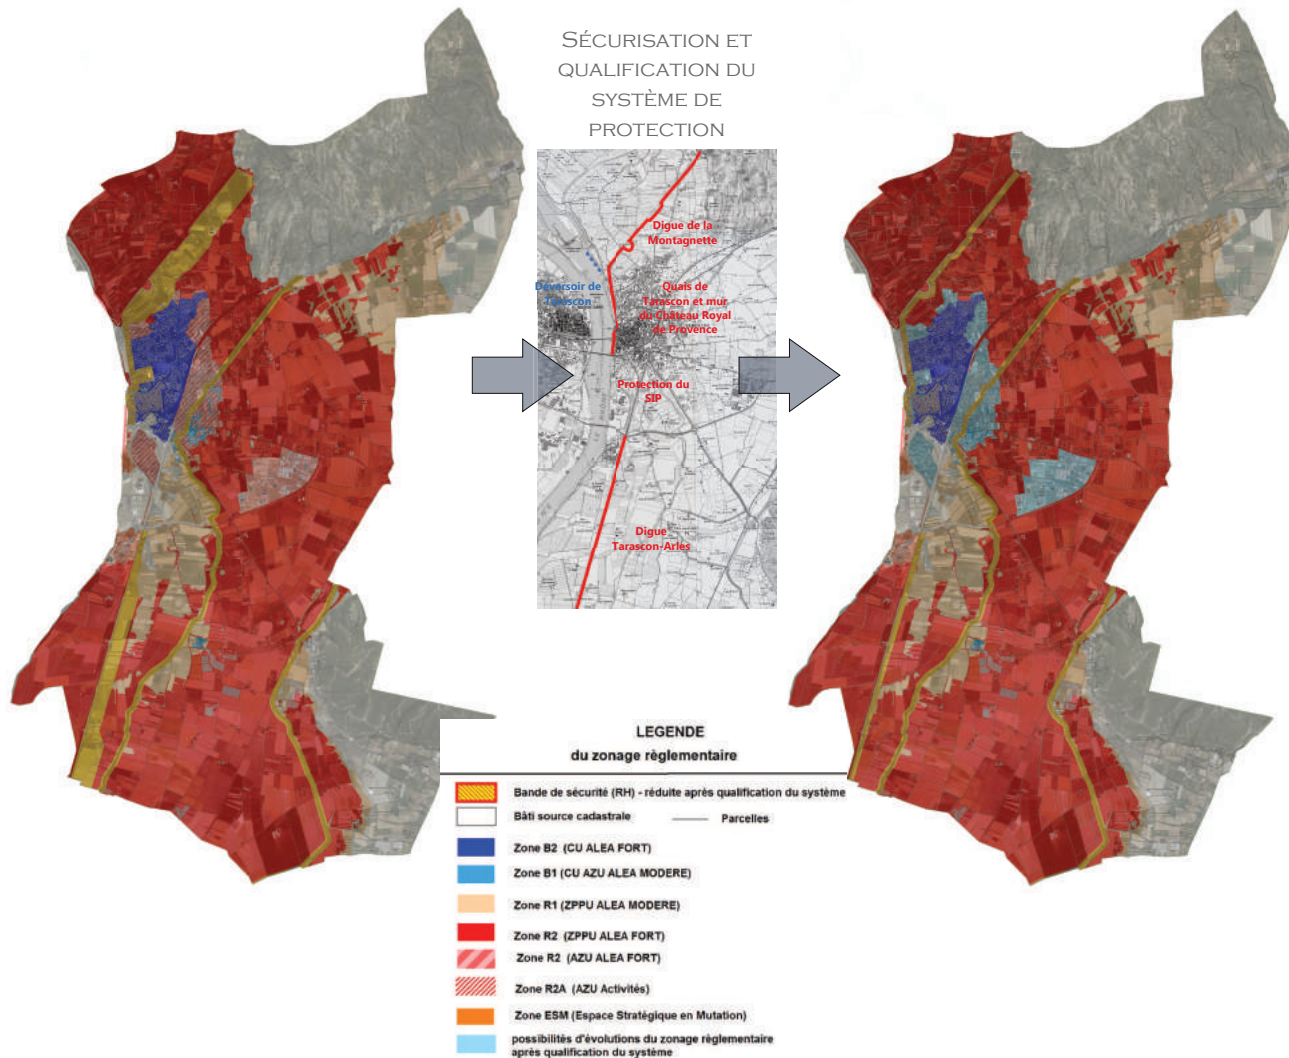 SÉCURISATION ET
QUALIFICATION DU
SYSTÈME DE
PROTECTION
Digue de la
Montagnette
Déversoir de
Tarascon
Quais de
Tarascon et mur
du Château Royal
de Provence
Protection du
SIP
Digue
Tarascon-Arles
LEGENDE
du zonage règlementaire
Bande de sécurité (RH) - réduite après qualification du système
Bâti source cadastrale Parcelles
Zone B2 (CU ALEA FORT)
Zone B1 (CU AZU ALEA MODERE)
Zone R1 (ZPPU ALEA MODERE)
Zone R2 (ZPPU ALEA FORT)
Zone R2 (AZU ALEA FORT)
Zone R2A (AZU Activités)
Zone ESM (Espace Stratégique en Mutation)
possibilités d'évolutions du zonage règlementaire
après qualification du système